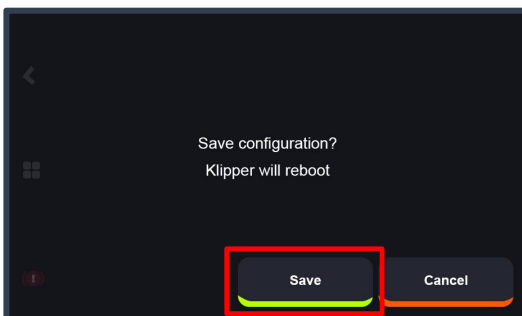 Save configuration?
Klipper will reboot
Save
Cancel